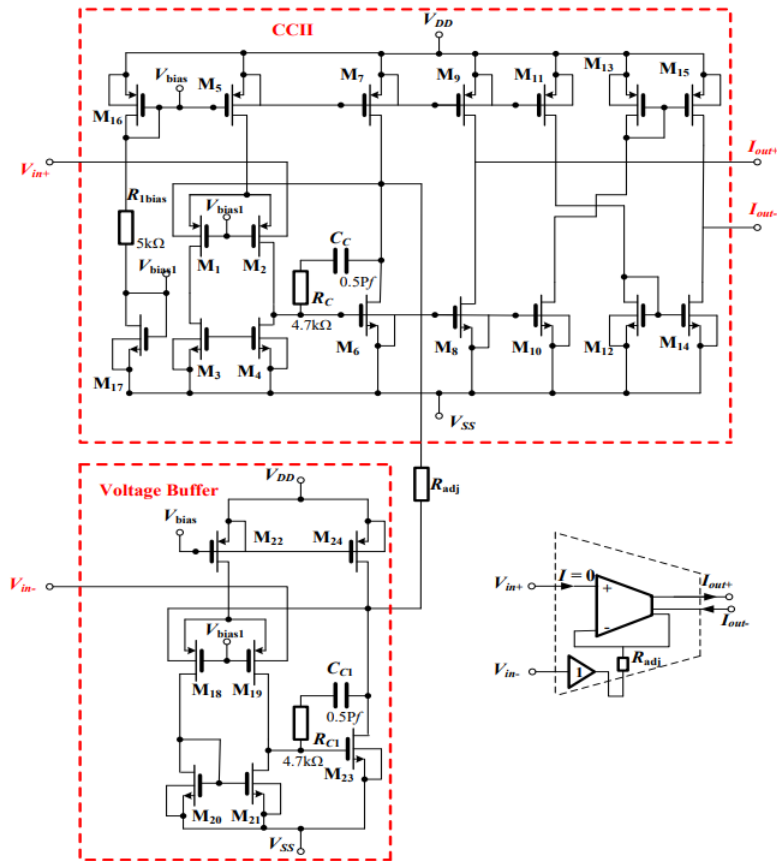 CCII
VDD
Vbias
M5
M7
M9
M11
M13
M15
M16
Vin+
Iout+
R1bias
5kΩ
Vbias1
M1
M2
CC
0.5Pf
Iout-
Vbias1
RC
4.7kΩ
M17
M3
M4
M6
M8
M10
M12
M14
VSS
Radj
Voltage Buffer
VDD
Vbias
M22
M24
Vin-
Vbias1
M18
M19
CC1
0.5Pf
RC1
4.7kΩ
M23
M20
M21
VSS
Vin+
I = 0
+
-
Iout+
Iout-
Radj
Vin-
1